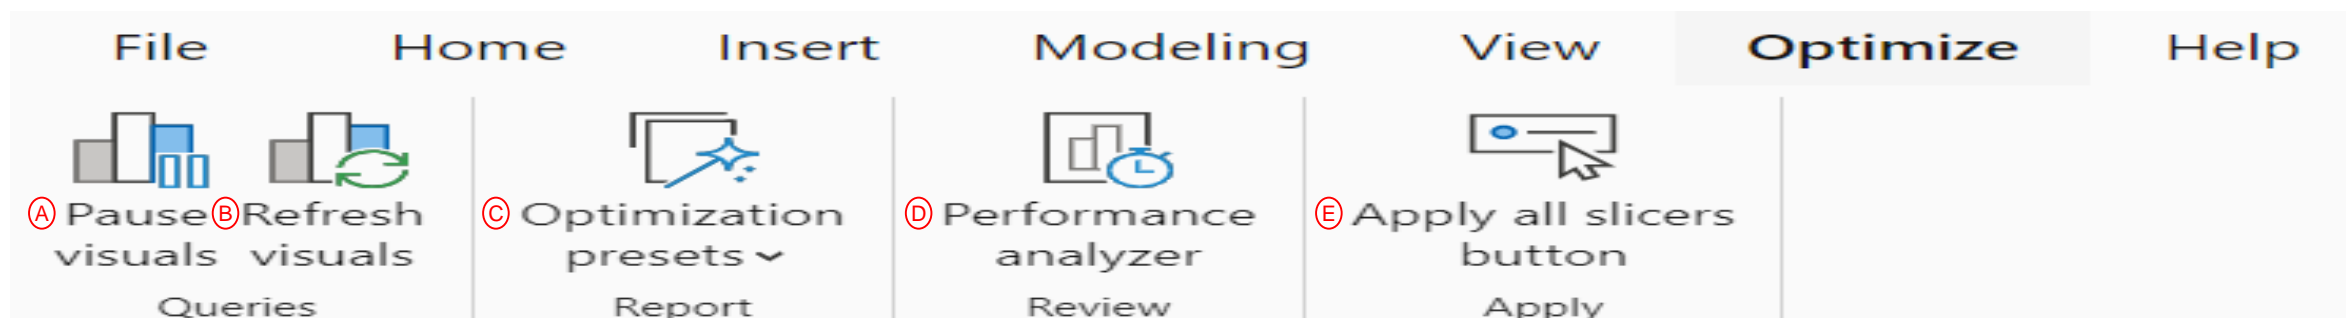 File Home Insert Modeling View Optimize Help
A Pause B Refresh C Optimization D Performance E Apply all slicers
visuals visuals presets analyzer button
Queries Report Review Apply